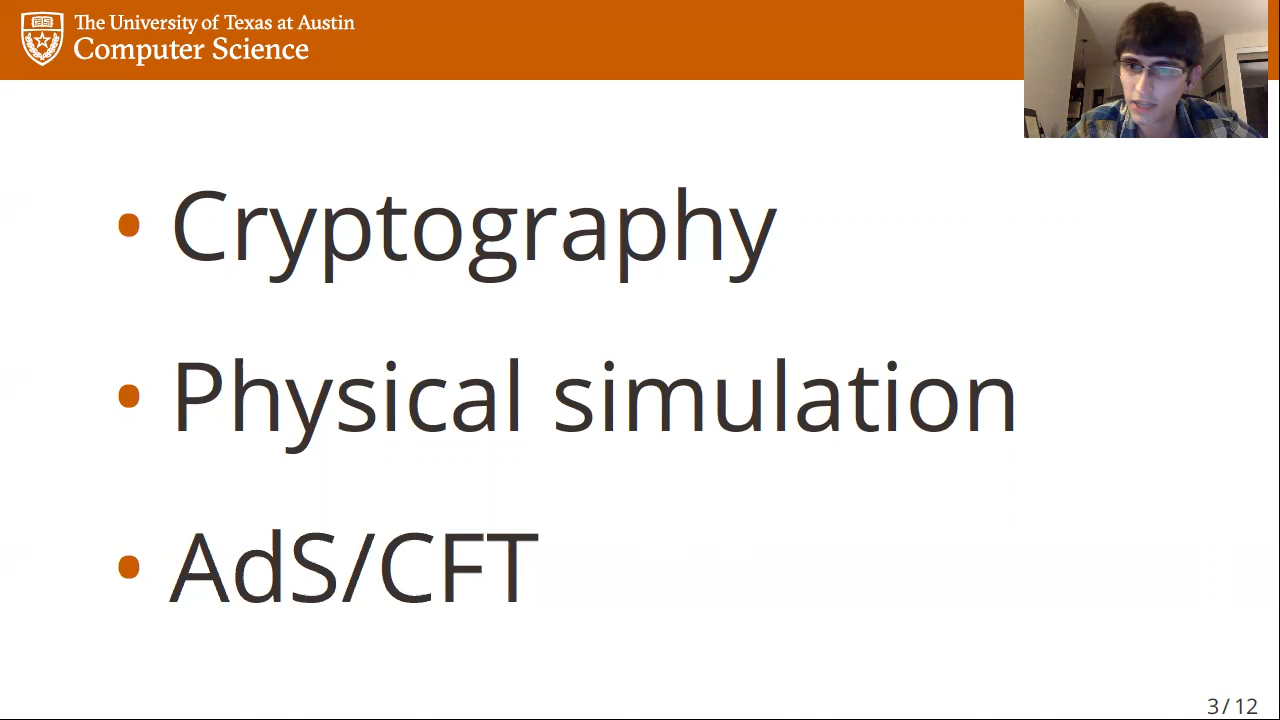 The University of Texas at Austin
Computer Science
• Cryptography
• Physical simulation
• AdS/CFT
3 / 12